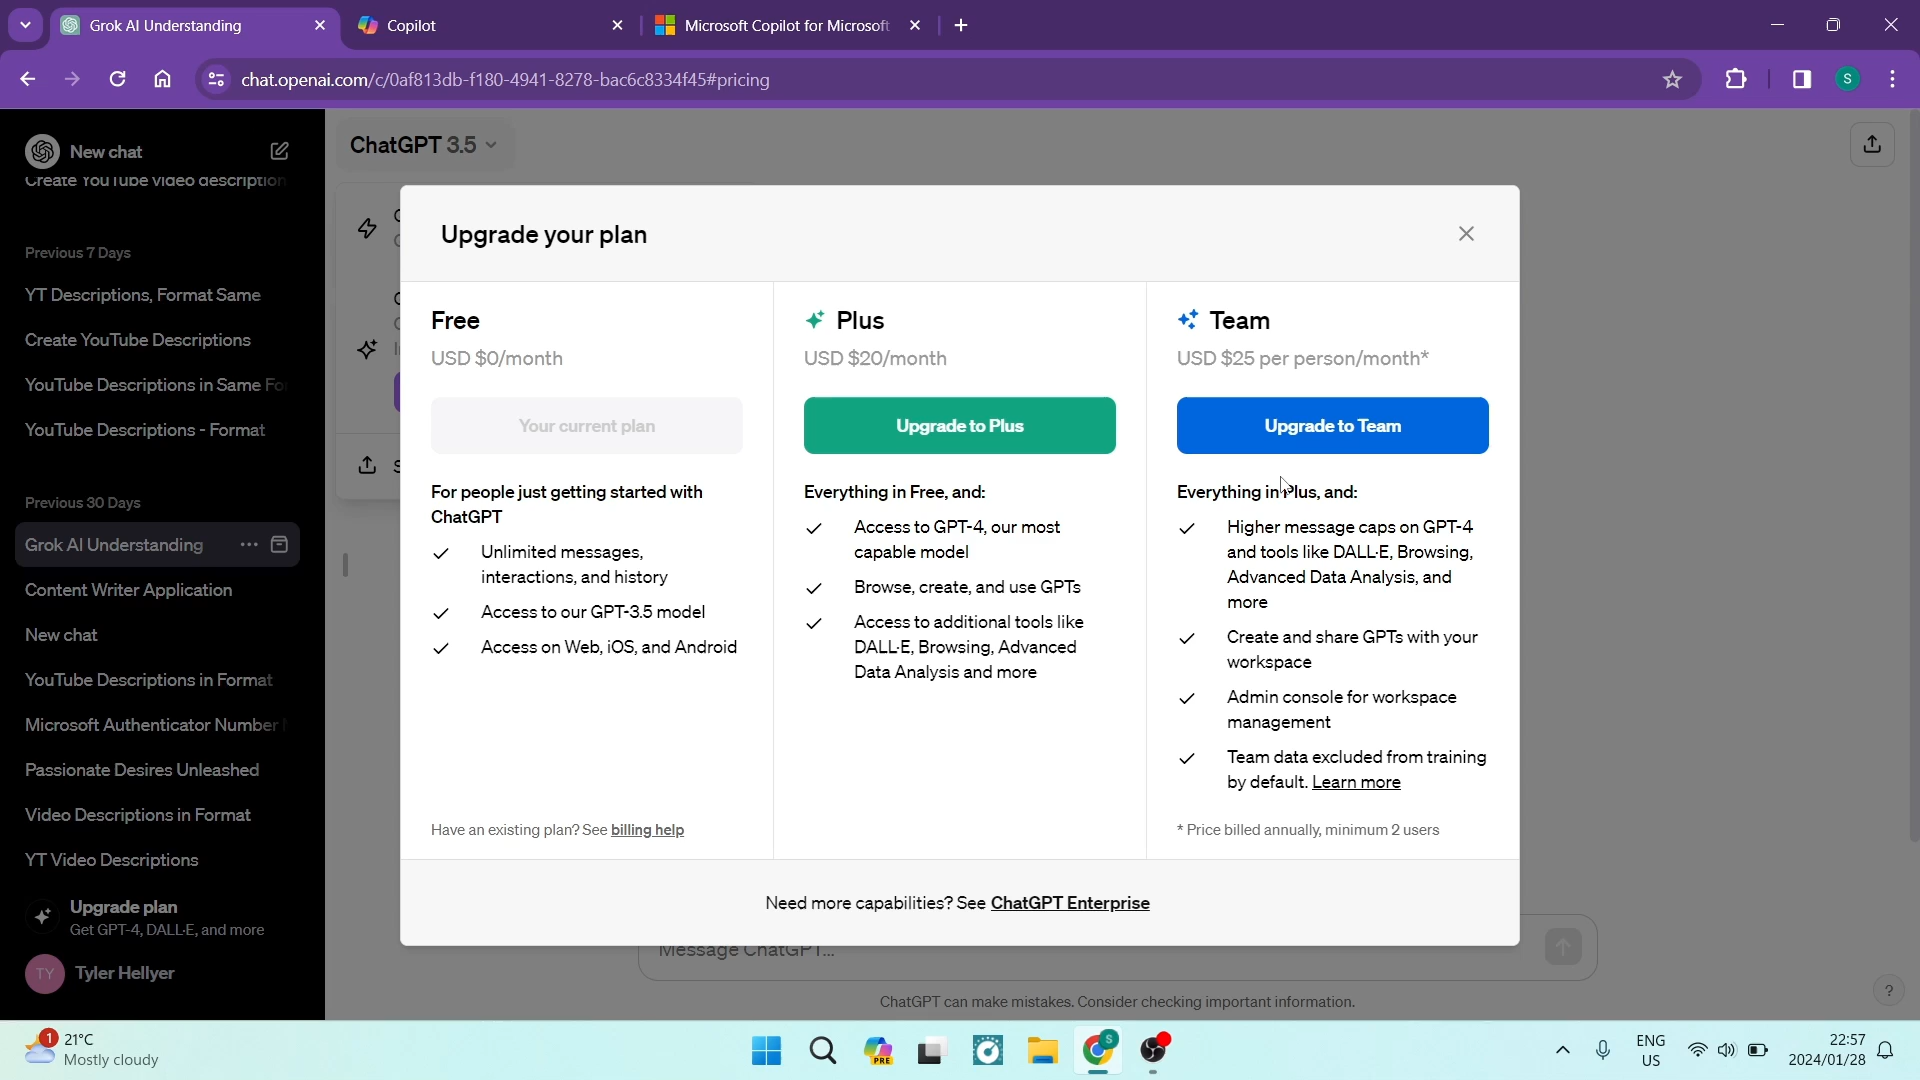 Grok AI Understanding
Copilot
Microsoft Copilot for Microsoft
chat.openai.com/c/0af813db-f180-4941-8278-bac6c8334f45#pricing
S
New chat
Create YouTube video description
Previous 7 Days
YT Descriptions, Format Same
Create YouTube Descriptions
YouTube Descriptions in Same Fo
YouTube Descriptions - Format
Previous 30 Days
Grok AI Understanding
Content Writer Application
New chat
YouTube Descriptions in Format
Microsoft Authenticator Number
Passionate Desires Unleashed
Video Descriptions in Format
YT Video Descriptions
Upgrade plan
Get GPT-4, DALL·E, and more
TY
Tyler Hellyer
ChatGPT 3.5
Upgrade your plan
Free
USD $0/month
Your current plan
For people just getting started with
ChatGPT
Unlimited messages,
interactions, and history
Access to our GPT-3.5 model
Access on Web, iOS, and Android
Have an existing plan? See billing help
Plus
USD $20/month
Upgrade to Plus
Everything in Free, and:
Access to GPT-4, our most
capable model
Browse, create, and use GPTs
Access to additional tools like
DALL·E, Browsing, Advanced
Data Analysis and more
Team
USD $25 per person/month*
Upgrade to Team
Everything in Plus, and:
Higher message caps on GPT-4
and tools like DALL·E, Browsing,
Advanced Data Analysis, and
more
Create and share GPTs with your
workspace
Admin console for workspace
management
Team data excluded from training
by default. Learn more
* Price billed annually, minimum 2 users
Need more capabilities? See ChatGPT Enterprise
Message ChatGPT...
ChatGPT can make mistakes. Consider checking important information.
?
1
21°C
Mostly cloudy
PRE
S
ENG
US
22:57
2024/01/28